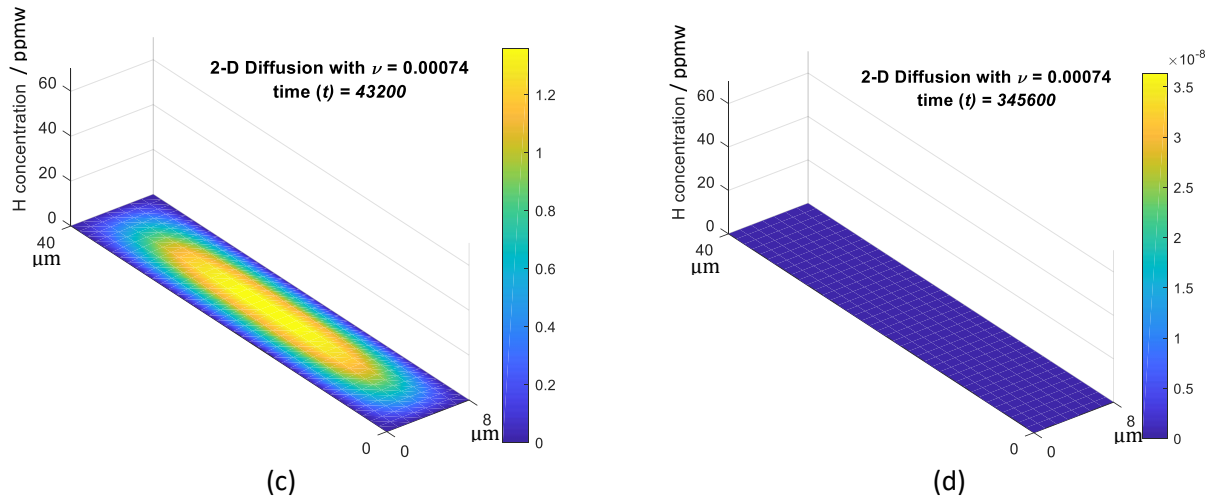 H concentration / ppmw
60
40
20
0
40
μm
2-D Diffusion with ν = 0.00074
time (t) = 43200
1.2
1
0.8
0.6
0.4
0.2
0
8
μm
0
0
(c)
H concentration / ppmw
60
40
20
0
40
μm
2-D Diffusion with ν = 0.00074
time (t) = 345600
×10⁻⁸
3.5
3
2.5
2
1.5
1
0.5
0
8
μm
0
0
(d)